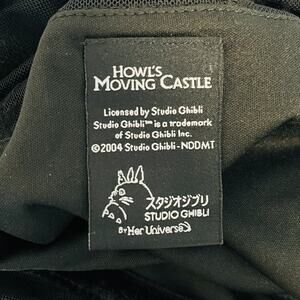 HOWL'S
MOVING CASTLE
Licensed by Studio Ghibli
Studio Ghibli™ is a trademark
of Studio Ghibli Inc.
©2004 Studio Ghibli - NDDMT
スタジオジブリ
STUDIO GHIBLI
BY Her Universe